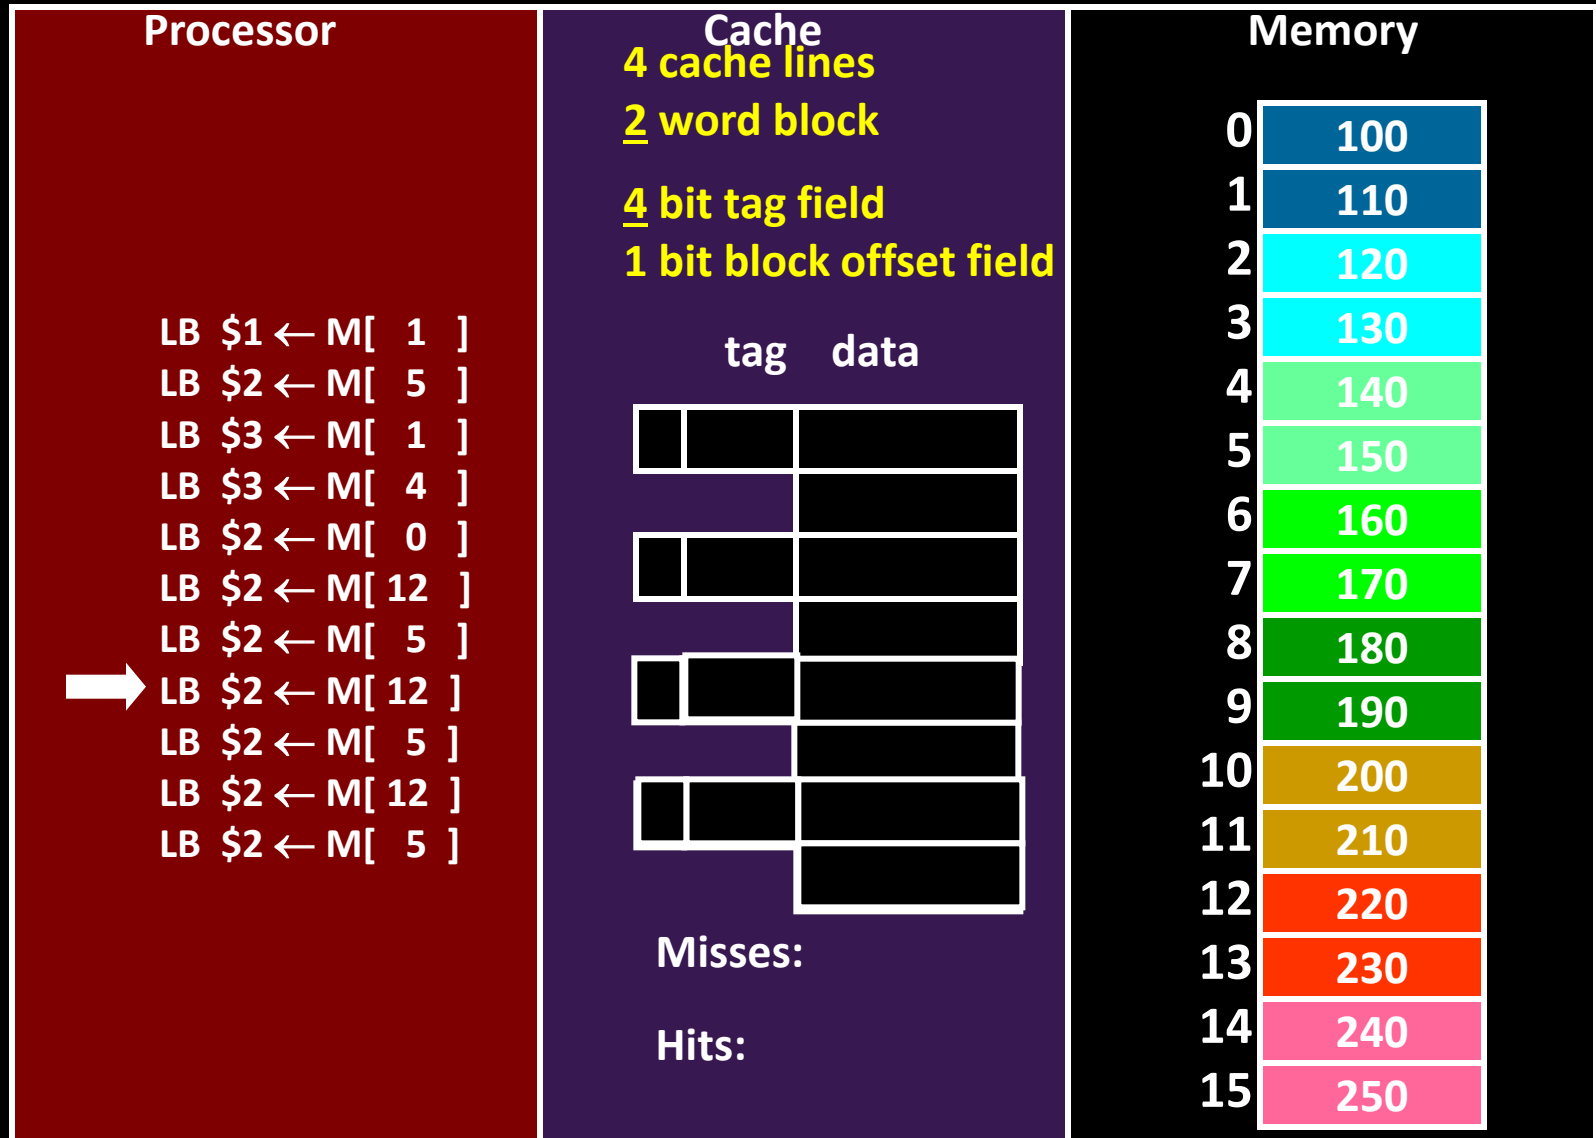 Processor
LB $1 ← M[ 1 ]
LB $2 ← M[ 5 ]
LB $3 ← M[ 1 ]
LB $3 ← M[ 4 ]
LB $2 ← M[ 0 ]
LB $2 ← M[ 12 ]
LB $2 ← M[ 5 ]
LB $2 ← M[ 12 ]
LB $2 ← M[ 5 ]
LB $2 ← M[ 12 ]
LB $2 ← M[ 5 ]
Cache
4 cache lines
2 word block
4 bit tag field
1 bit block offset field
tag data
Misses:
Hits:
Memory
0 100
1 110
2 120
3 130
4 140
5 150
6 160
7 170
8 180
9 190
10 200
11 210
12 220
13 230
14 240
15 250